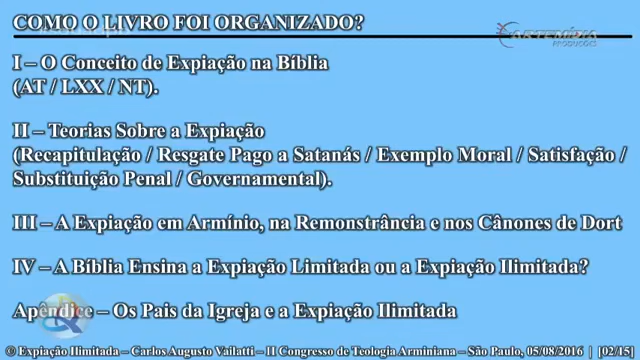 COMO O LIVRO FOI ORGANIZADO?
ARTEMÍDIA
PRODUÇÕES
I – O Conceito de Expiação na Bíblia
(AT / LXX / NT).
II – Teorias Sobre a Expiação
(Recapitulação / Resgate Pago a Satanás / Exemplo Moral / Satisfação /
Substituição Penal / Governamental).
III – A Expiação em Armínio, na Remonstrância e nos Cânones de Dort
IV – A Bíblia Ensina a Expiação Limitada ou a Expiação Ilimitada?
Apêndice – Os Pais da Igreja e a Expiação Ilimitada
© Expiação Ilimitada – Carlos Augusto Vailatti – II Congresso de Teologia Arminiana – São Paulo, 05/08/2016 | [02/15]